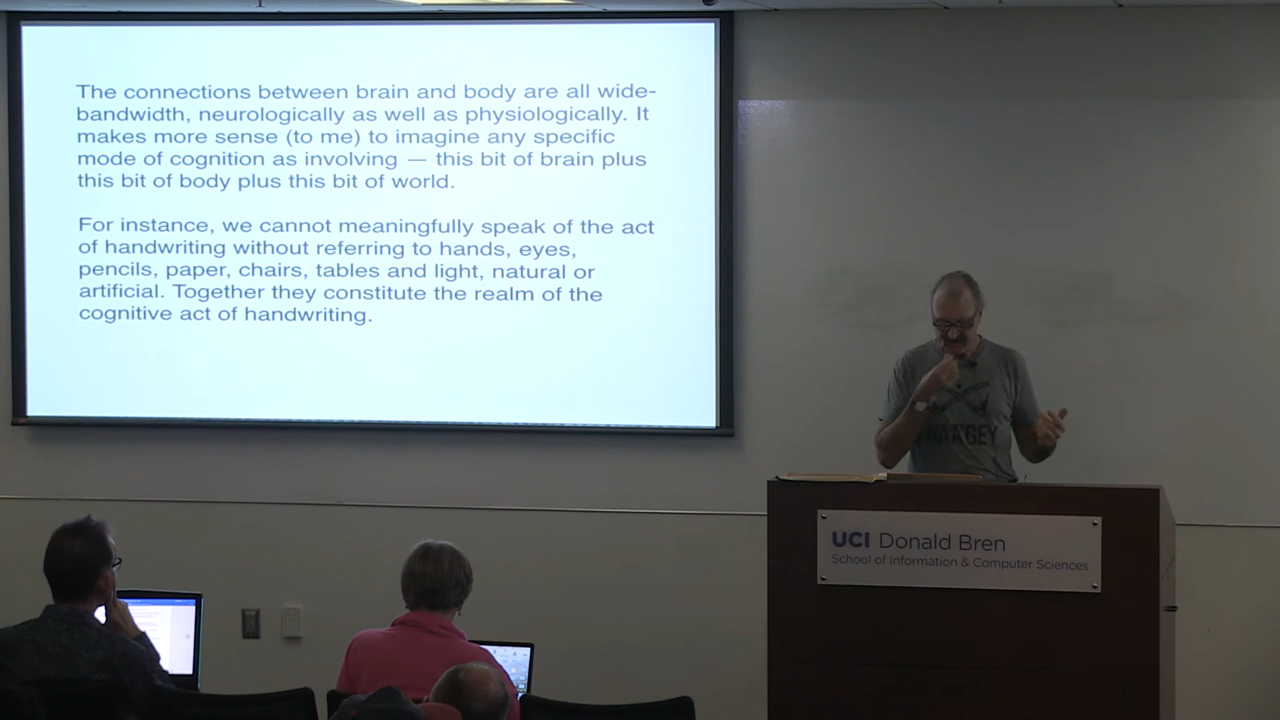 The connections between brain and body are all wide-
bandwidth, neurologically as well as physiologically. It
makes more sense (to me) to imagine any specific
mode of cognition as involving — this bit of brain plus
this bit of body plus this bit of world.
For instance, we cannot meaningfully speak of the act
of handwriting without referring to hands, eyes,
pencils, paper, chairs, tables and light, natural or
artificial. Together they constitute the realm of the
cognitive act of handwriting.
UCI Donald Bren
School of Information & Computer Sciences